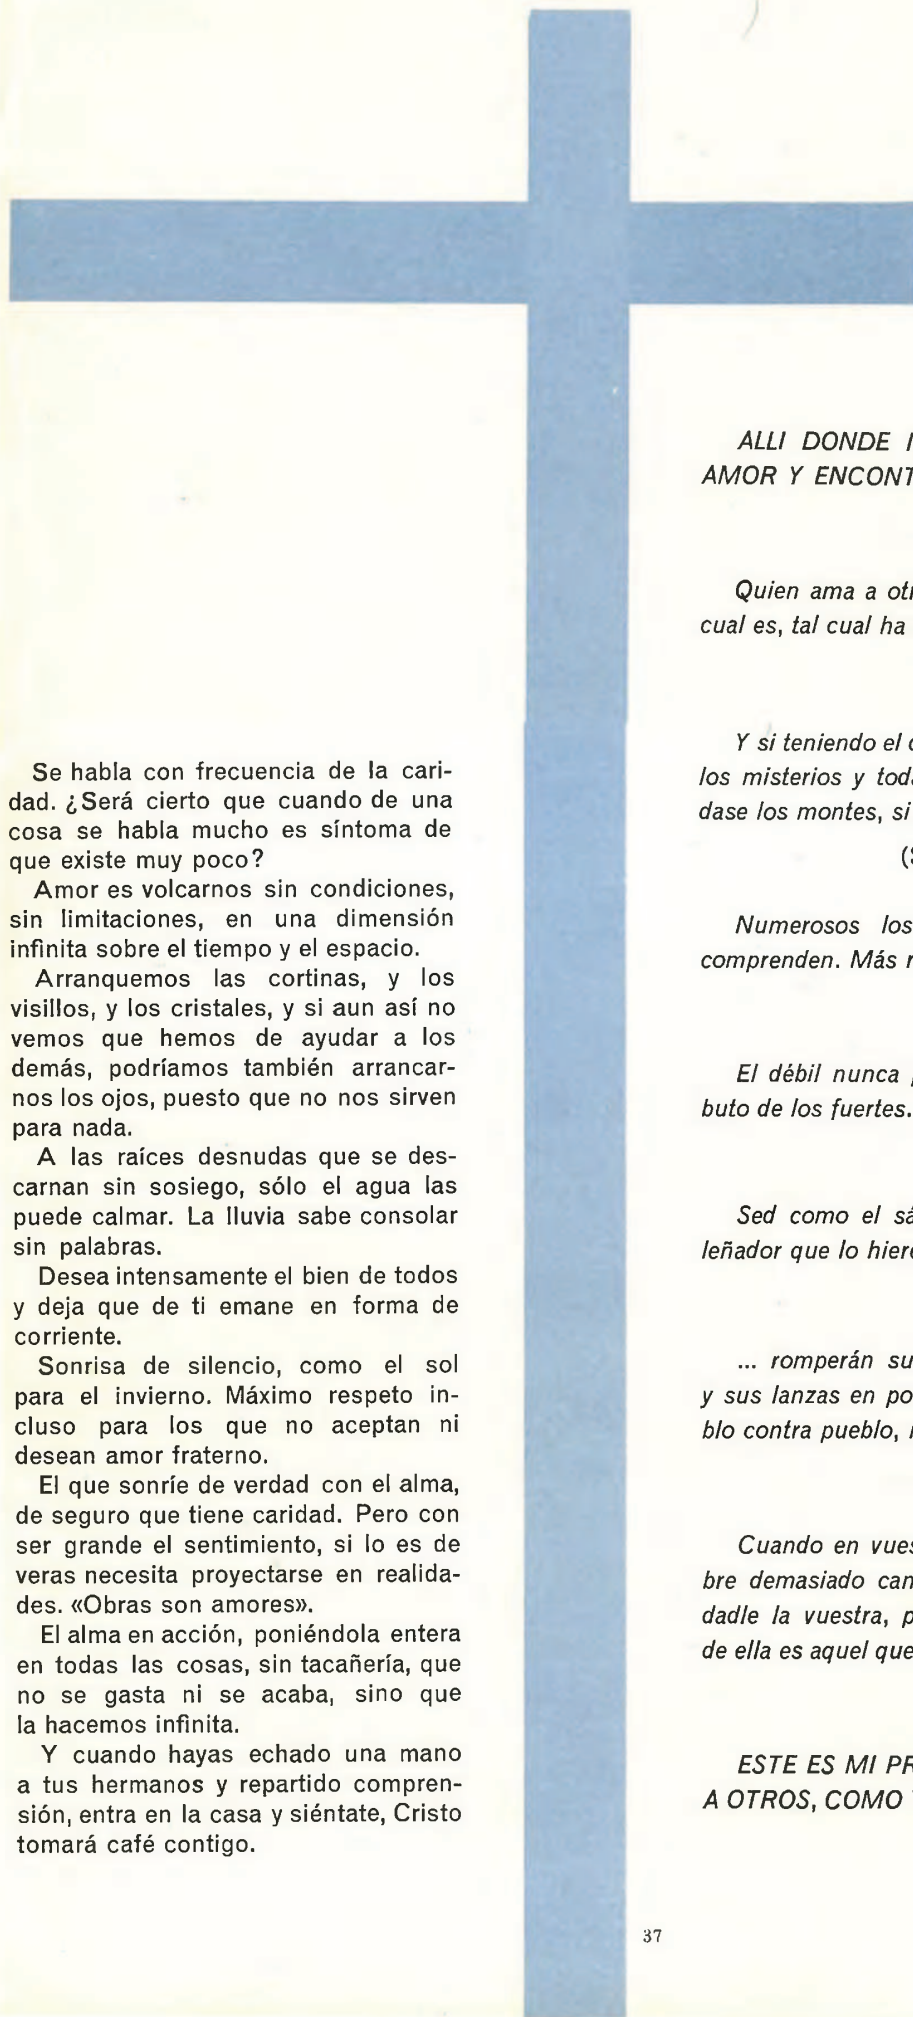 Se habla con frecuencia de la cari-
dad. ¿Será cierto que cuando de una
cosa se habla mucho es síntoma de
que existe muy poco?
Amor es volcarnos sin condiciones,
sin limitaciones, en una dimensión
infinita sobre el tiempo y el espacio.
Arranquemos las cortinas, y los
visillos, y los cristales, y si aun así no
vemos que hemos de ayudar a los
demás, podríamos también arrancar-
nos los ojos, puesto que no nos sirven
para nada.
A las raíces desnudas que se des-
carnan sin sosiego, sólo el agua las
puede calmar. La lluvia sabe consolar
sin palabras.
Desea intensamente el bien de todos
y deja que de ti emane en forma de
corriente.
Sonrisa de silencio, como el sol
para el invierno. Máximo respeto in-
cluso para los que no aceptan ni
desean amor fraterno.
El que sonríe de verdad con el alma,
de seguro que tiene caridad. Pero con
ser grande el sentimiento, si lo es de
veras necesita proyectarse en realida-
des. «Obras son amores».
El alma en acción, poniéndola entera
en todas las cosas, sin tacañería, que
no se gasta ni se acaba, sino que
la hacemos infinita.
Y cuando hayas echado una mano
a tus hermanos y repartido compren-
sión, entra en la casa y siéntate, Cristo
tomará café contigo.
ALLI DONDE
AMOR Y ENCONT
Quien ama a otr
cual es, tal cual ha
Y si teniendo el
los misterios y tod
dase los montes, si
Numerosos los
comprenden. Más
El débil nunca
buto de los fuertes.
Sed como el sá
leñador que lo hier
... romperán su
y sus lanzas en po
blo contra pueblo,
Cuando en vues
bre demasiado can
dadle la vuestra, p
de ella es aquel que
ESTE ES MI PR
A OTROS, COMO
37